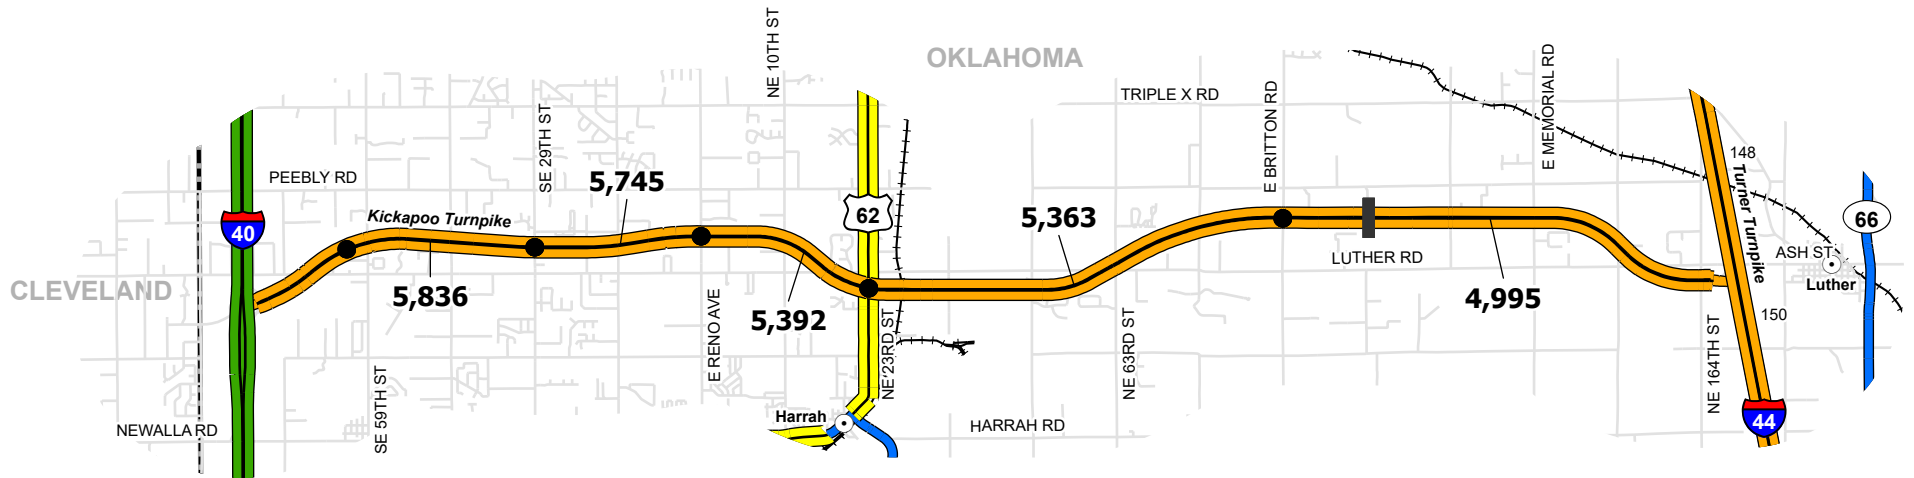 NE 10TH ST
OKLAHOMA
E MEMORIAL RD
TRIPLE X RD
E BRITTON RD
SE 29TH ST
148
PEEBLY RD
5,745
Turner Turnpike
Kickapoo Turnpike
62
5,363
66
40
LUTHER RD
ASH ST
CLEVELAND
Luther
5,836
4,995
5,392
150
E RENO AVE
NE 23RD ST
NE 63RD ST
NE 164TH ST
SE 59TH ST
Harrah
HARRAH RD
44
NEWALLA RD